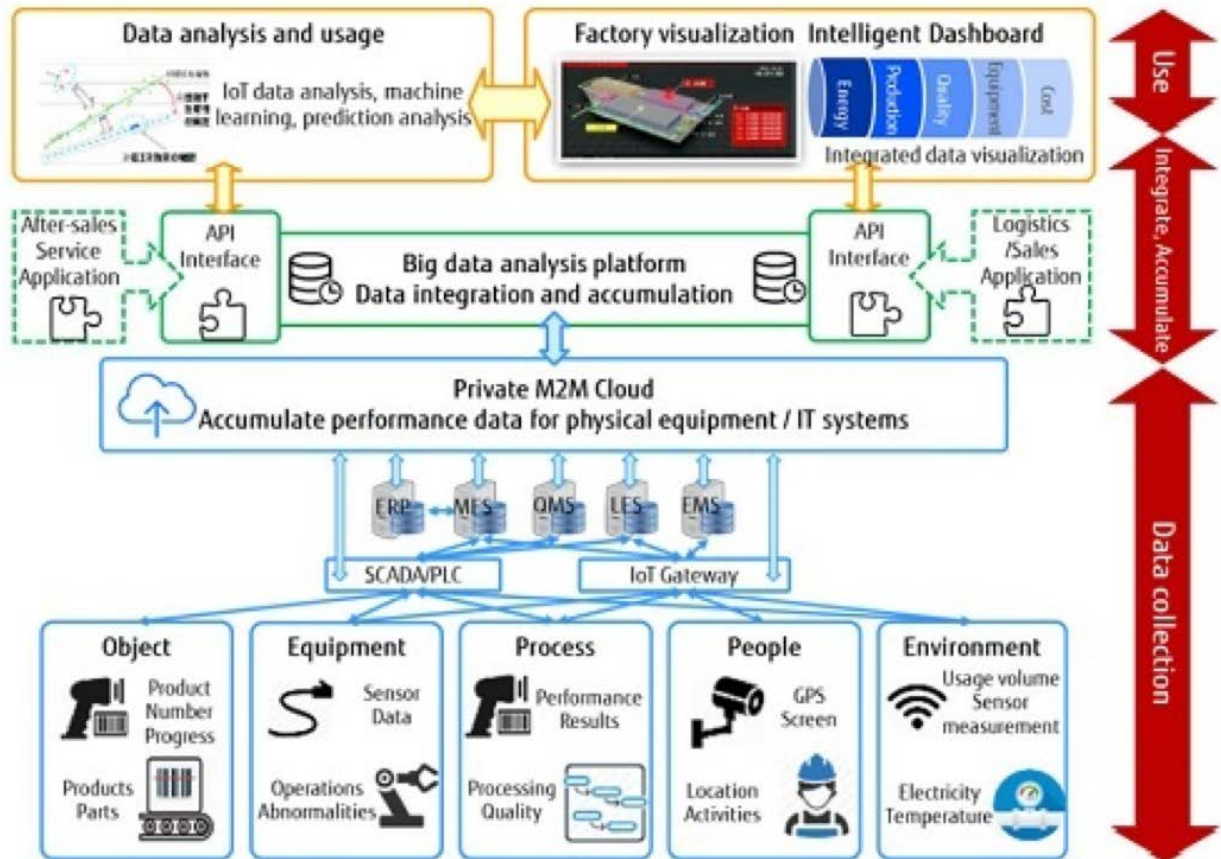 Data analysis and usage
IoT data analysis, machine
learning, prediction analysis
Factory visualization
Intelligent Dashboard
Energy
Production
Quality
Equipment
Cost
Integrated data visualization
Use
After-sales
Service
Application
API
Interface
Big data analysis platform
Data integration and accumulation
API
Interface
Logistics
/Sales
Application
Integrate, Accumulate
Private M2M Cloud
Accumulate performance data for physical equipment / IT systems
ERP
MES
QMS
LES
EMS
SCADA/PLC
IoT Gateway
Data collection
Object
Product
Number
Progress
Products
Parts
Equipment
Sensor
Data
Operations
Abnormalities
Process
Performance
Results
Processing
Quality
People
GPS
Screen
Location
Activities
Environment
Usage volume
Sensor
measurement
Electricity
Temperature